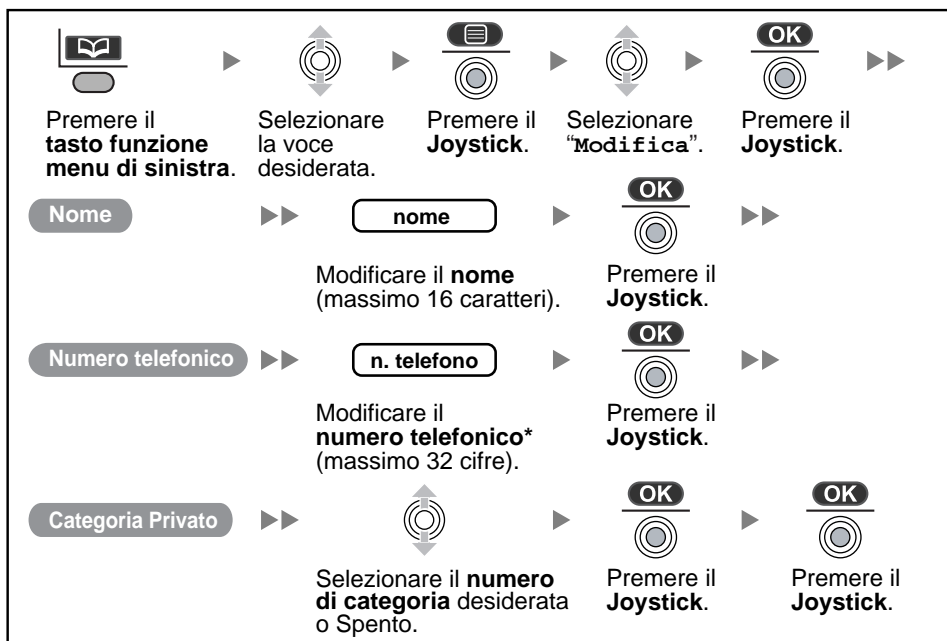 OK
Premere il
tasto funzione
menu di sinistra.
Selezionare
la voce
desiderata.
Premere il
Joystick.
Selezionare
“Modifica”.
Premere il
Joystick.
Nome
nome
OK
Modificare il nome
(massimo 16 caratteri).
Premere il
Joystick.
Numero telefonico
n. telefono
OK
Modificare il
numero telefonico*
(massimo 32 cifre).
Premere il
Joystick.
Categoria Privato
OK
OK
Selezionare il numero
di categoria desiderata
o Spento.
Premere il
Joystick.
Premere il
Joystick.